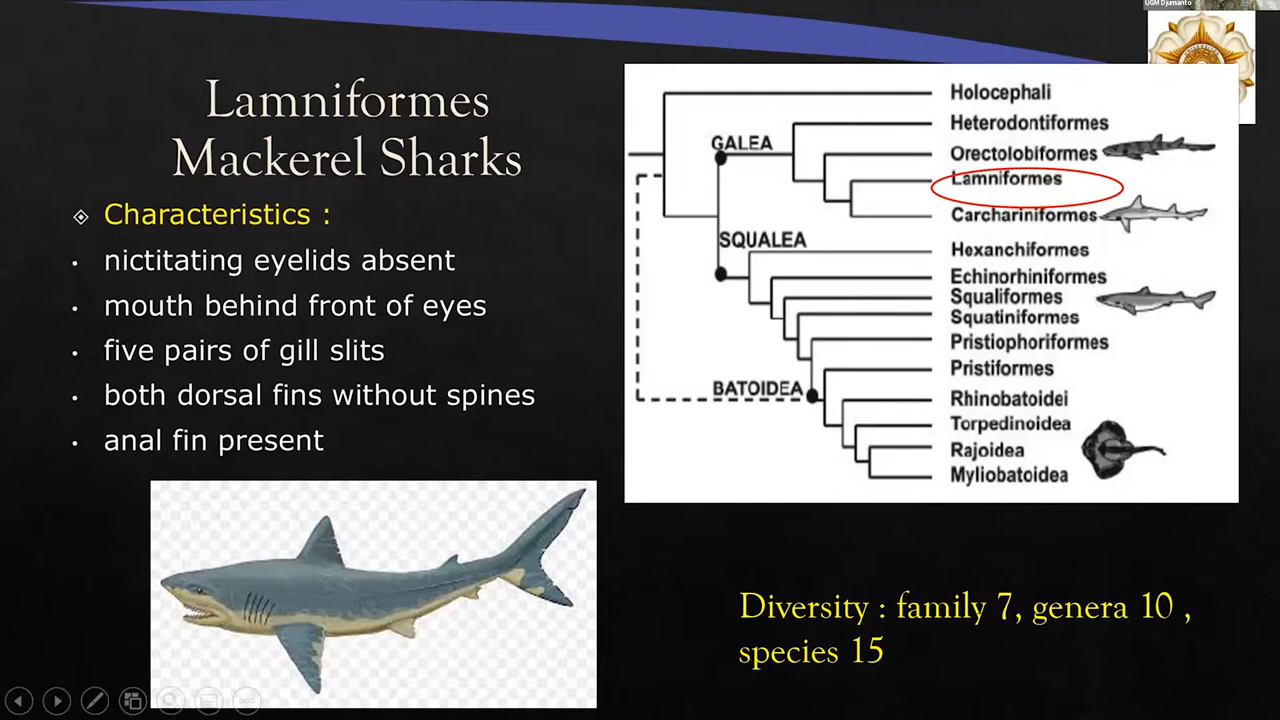 UGM Djumanto
Lamniformes
Mackerel Sharks
Characteristics :
nictitating eyelids absent
mouth behind front of eyes
five pairs of gill slits
both dorsal fins without spines
anal fin present
Holocephali
Heterodontiformes
GALEA
Orectolobiformes
Lamniformes
Carchariniformes
SQUALEA
Hexanchiformes
Echinorhiniformes
Squaliformes
Squatiniformes
Pristiophoriformes
Pristiformes
BATOIDEA
Rhinobatoidei
Torpedinoidea
Rajoidea
Myliobatoidea
Diversity : family 7, genera 10 ,
species 15